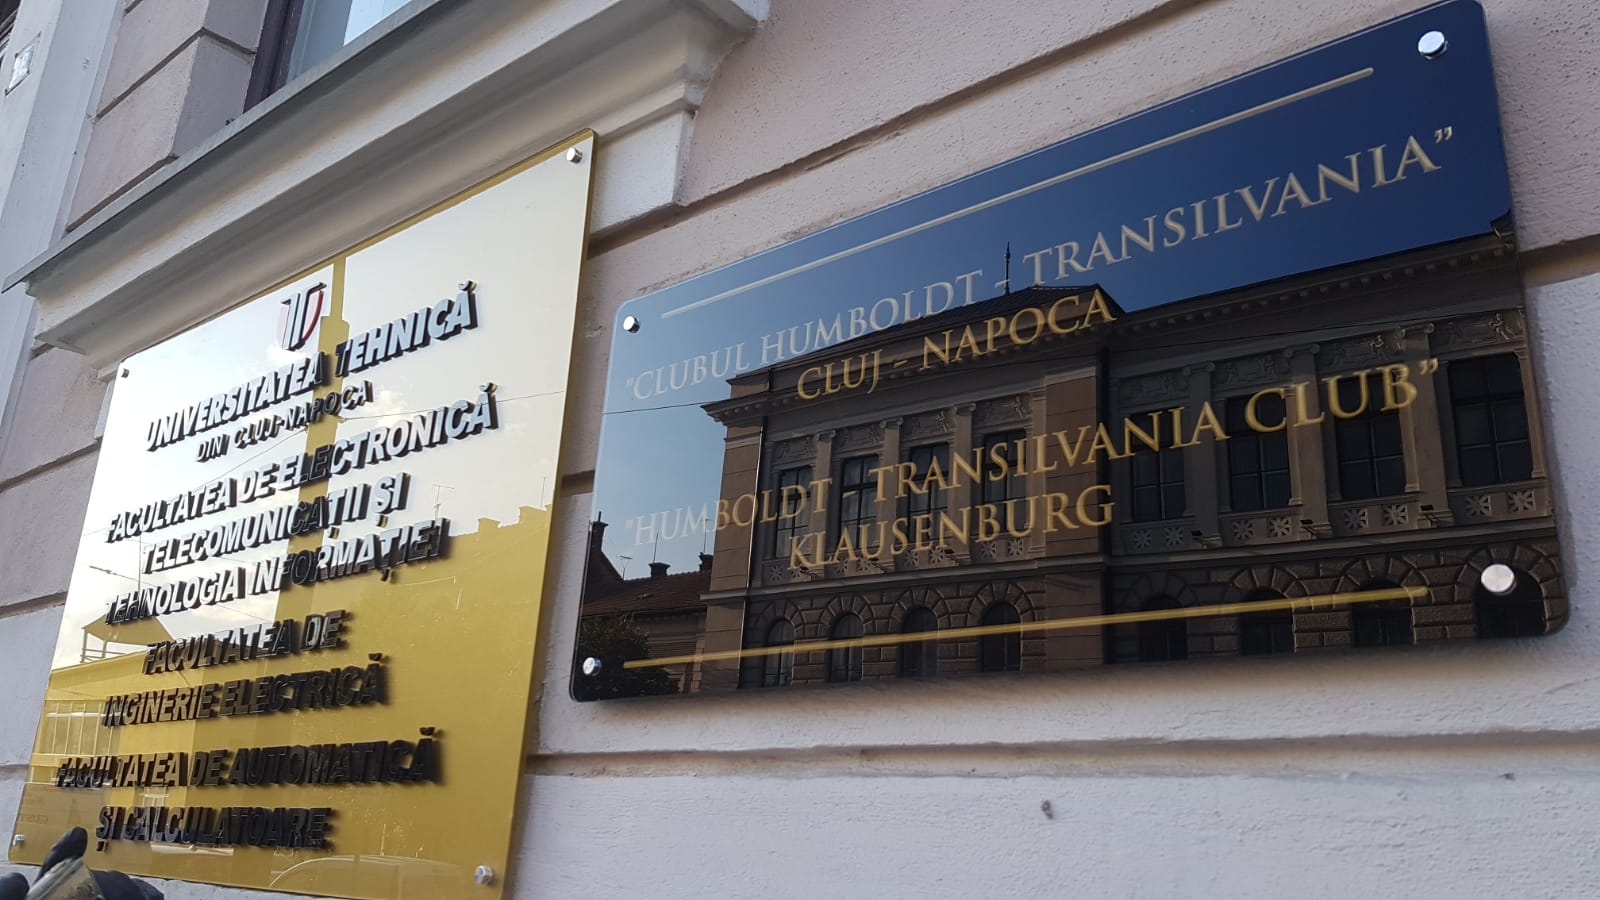 UNIVERSITATEA TEHNICĂ
DIN CLUJ-NAPOCA
FACULTATEA DE ELECTRONICĂ
TELECOMUNICAȚII ȘI
TEHNOLOGIA INFORMAȚIEI
FACULTATEA DE
INGINERIE ELECTRICĂ
FACULTATEA DE AUTOMATICĂ
ȘI CALCULATOARE
"CLUBUL HUMBOLDT - TRANSILVANIA"
CLUJ - NAPOCA
"HUMBOLDT - TRANSILVANIA CLUB"
KLAUSENBURG